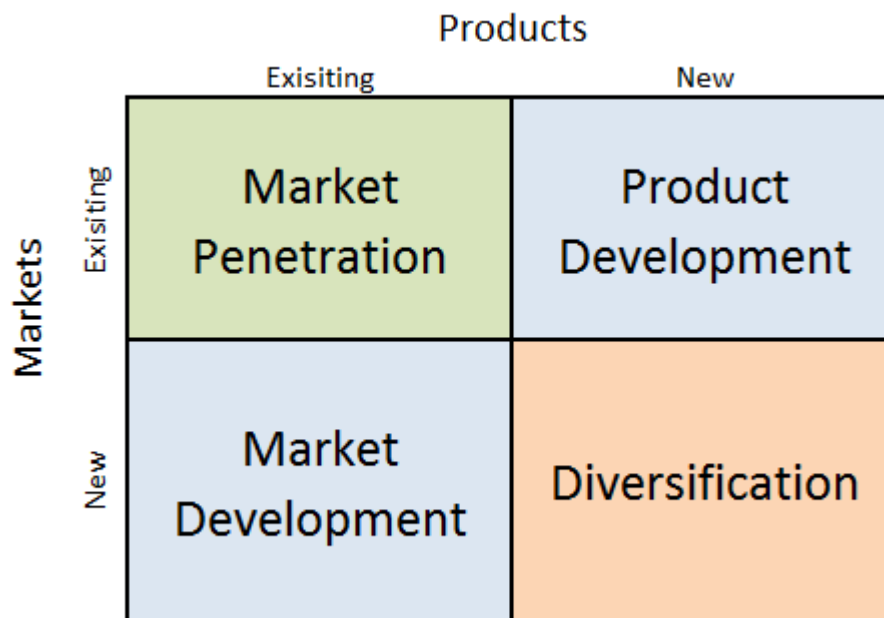 Products
Exisiting
New
Markets
Exisiting
Market
Penetration
Product
Development
New
Market
Development
Diversification